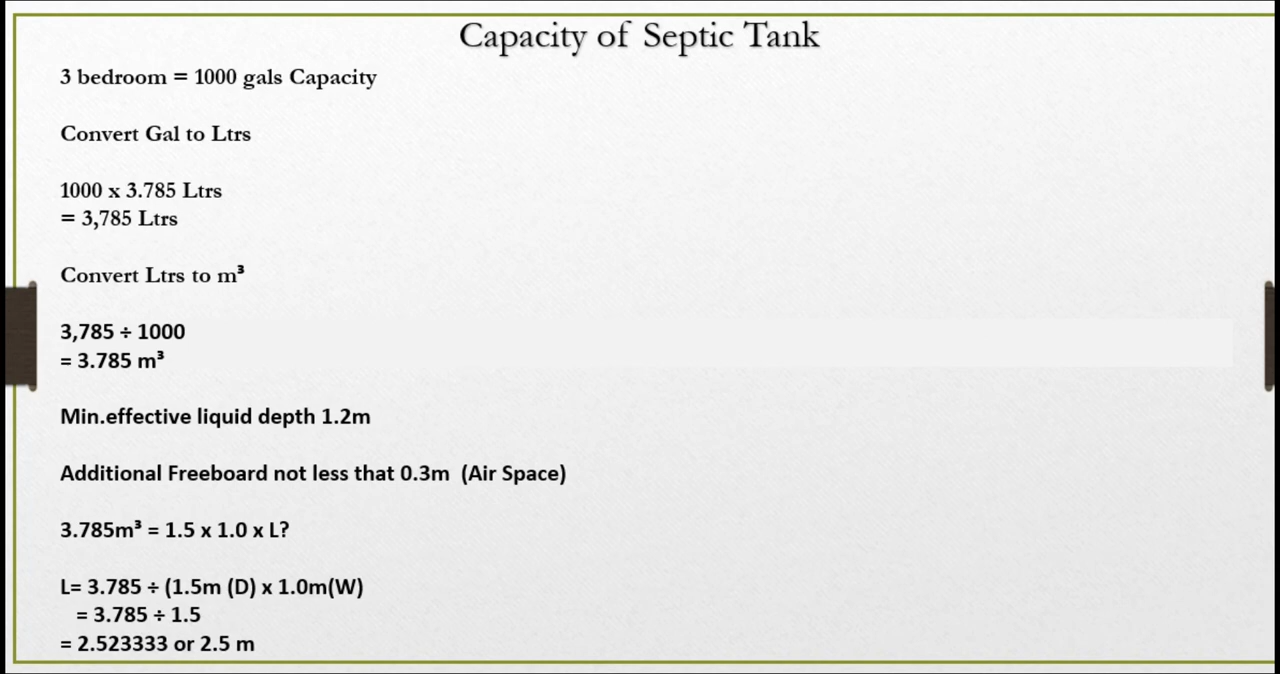 Capacity of Septic Tank
3 bedroom = 1000 gals Capacity
Convert Gal to Ltrs
1000 x 3.785 Ltrs
= 3,785 Ltrs
Convert Ltrs to m³
3,785 ÷ 1000
= 3.785 m³
Min.effective liquid depth 1.2m
Additional Freeboard not less that 0.3m (Air Space)
3.785m³ = 1.5 x 1.0 x L?
L= 3.785 ÷ (1.5m (D) x 1.0m(W)
= 3.785 ÷ 1.5
= 2.523333 or 2.5 m